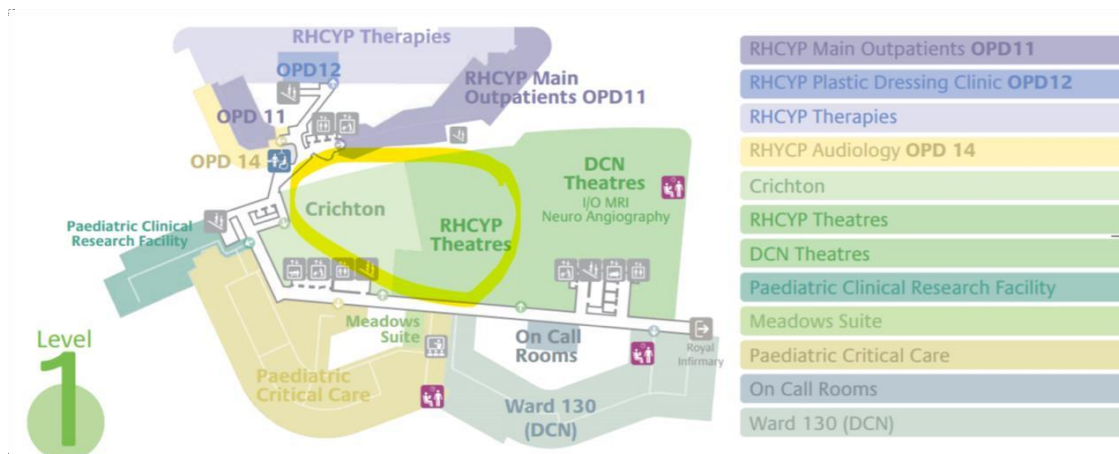 RHCYP Therapies
OPD12
RHCYP Main
Outpatients OPD11
OPD 11
OPD 14
DCN
Theatres
I/O MRI
Neuro Angiography
Crichton
RHCYP
Theatres
Paediatric Clinical
Research Facility
Meadows
Suite
On Call
Rooms
Royal
Infirmary
Paediatric
Critical Care
Ward 130
(DCN)
Level
1
RHCYP Main Outpatients OPD11
RHCYP Plastic Dressing Clinic OPD12
RHCYP Therapies
RHYCP Audiology OPD 14
Crichton
RHCYP Theatres
DCN Theatres
Paediatric Clinical Research Facility
Meadows Suite
Paediatric Critical Care
On Call Rooms
Ward 130 (DCN)